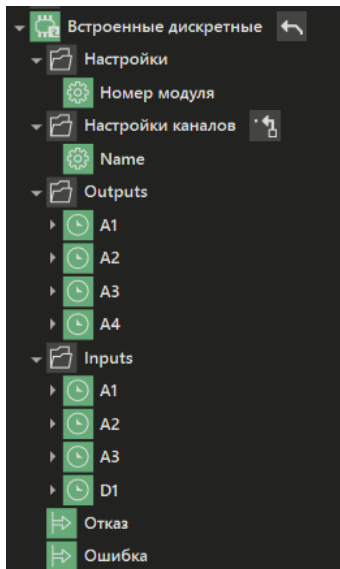 Встроенные дискретные
Настройки
Номер модуля
Настройки каналов
Name
Outputs
A1
A2
A3
A4
Inputs
A1
A2
A3
D1
Отказ
Ошибка